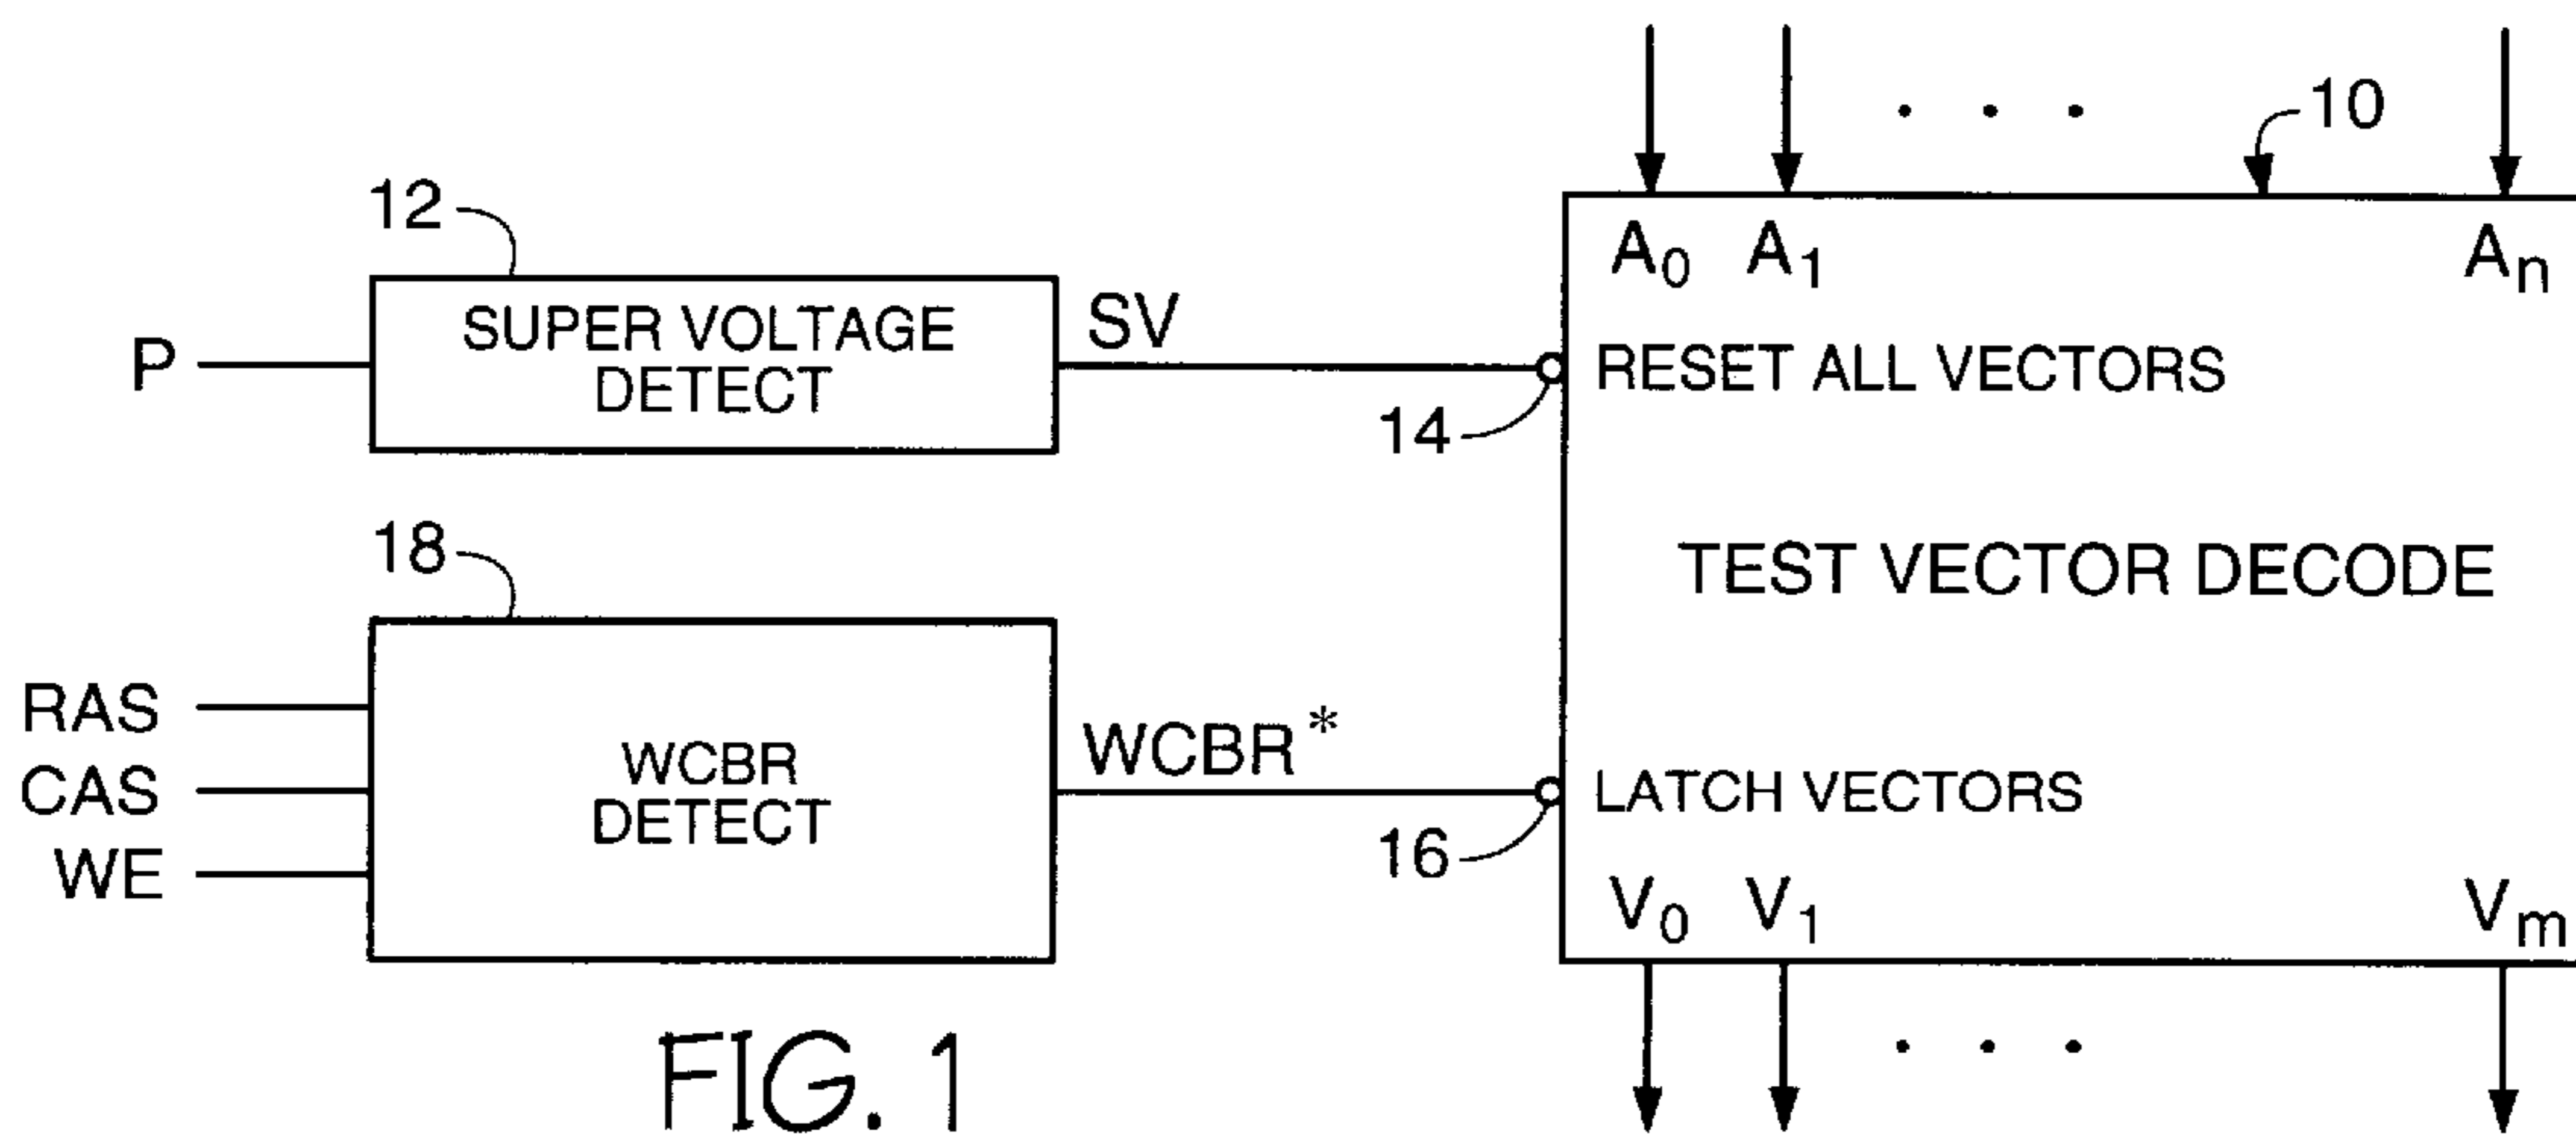 10
A0 A1 An
12
SUPER VOLTAGE
DETECT
P
SV
RESET ALL VECTORS
14
TEST VECTOR DECODE
18
WCBR
DETECT
RAS
CAS
WE
WCBR*
LATCH VECTORS
16
V0 V1 Vm
FIG. 1